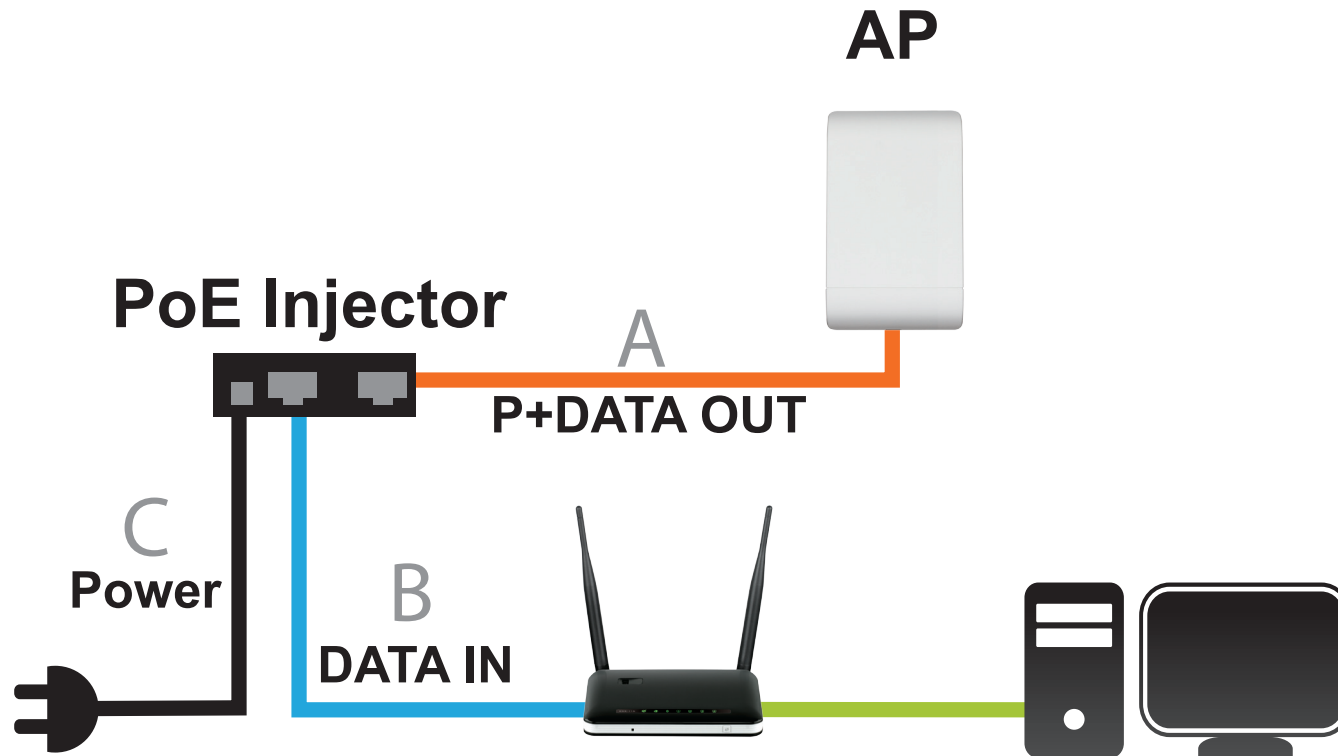 AP
PoE Injector
A
P+DATA OUT
C
Power
B
DATA IN